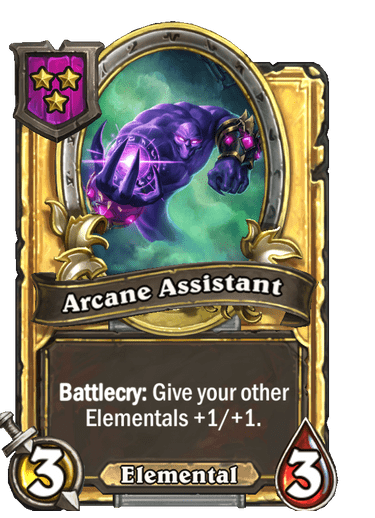 Arcane Assistant
Battlecry: Give your other
Elementals +1/+1.
3
Elemental
3